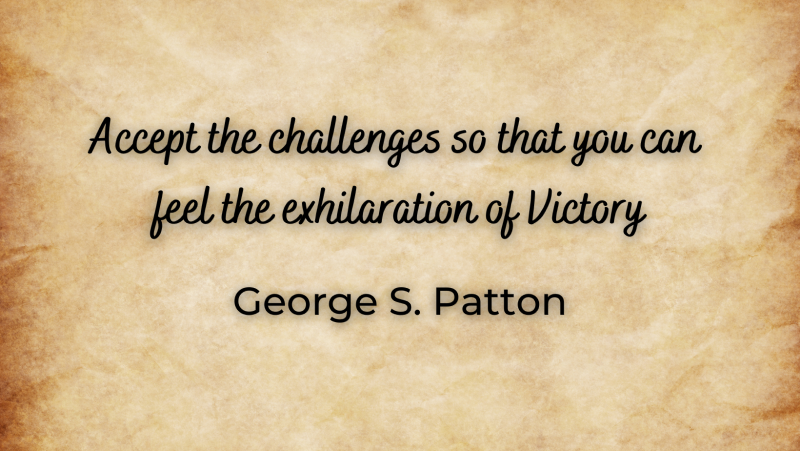 Accept the challenges so that you can
feel the exhilaration of Victory
George S. Patton